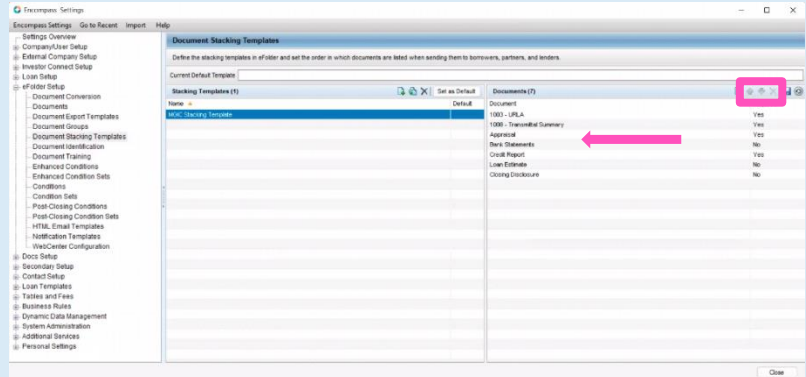 Encompass Settings
Encompass Settings Go to Recent Import Help
Settings Overview
Company/User Setup
External Company Setup
Investor Connect Setup
Loan Setup
eFolder Setup
Document Conversion
Documents
Document Export Templates
Document Groups
Document Stacking Templates
Document Identification
Document Training
Enhanced Conditions
Enhanced Condition Sets
Conditions
Condition Sets
Post-Closing Conditions
Post-Closing Condition Sets
HTML Email Templates
Notification Templates
WebCenter Configuration
Docs Setup
Secondary Setup
Contact Setup
Loan Templates
Tables and Fees
Business Rules
Dynamic Data Management
System Administration
Additional Services
Personal Settings
Document Stacking Templates
Define the stacking templates in eFolder and set the order in which documents are listed when sending them to borrowers, partners, and lenders.
Current Default Template
Stacking Templates (1) Set as Default
Name Default
MGIC Stacking Template
Documents (7)
Document
1003 - URLA Yes
1008 - Transmittal Summary Yes
Appraisal Yes
Bank Statements No
Credit Report Yes
Loan Estimate No
Closing Disclosure No
Close